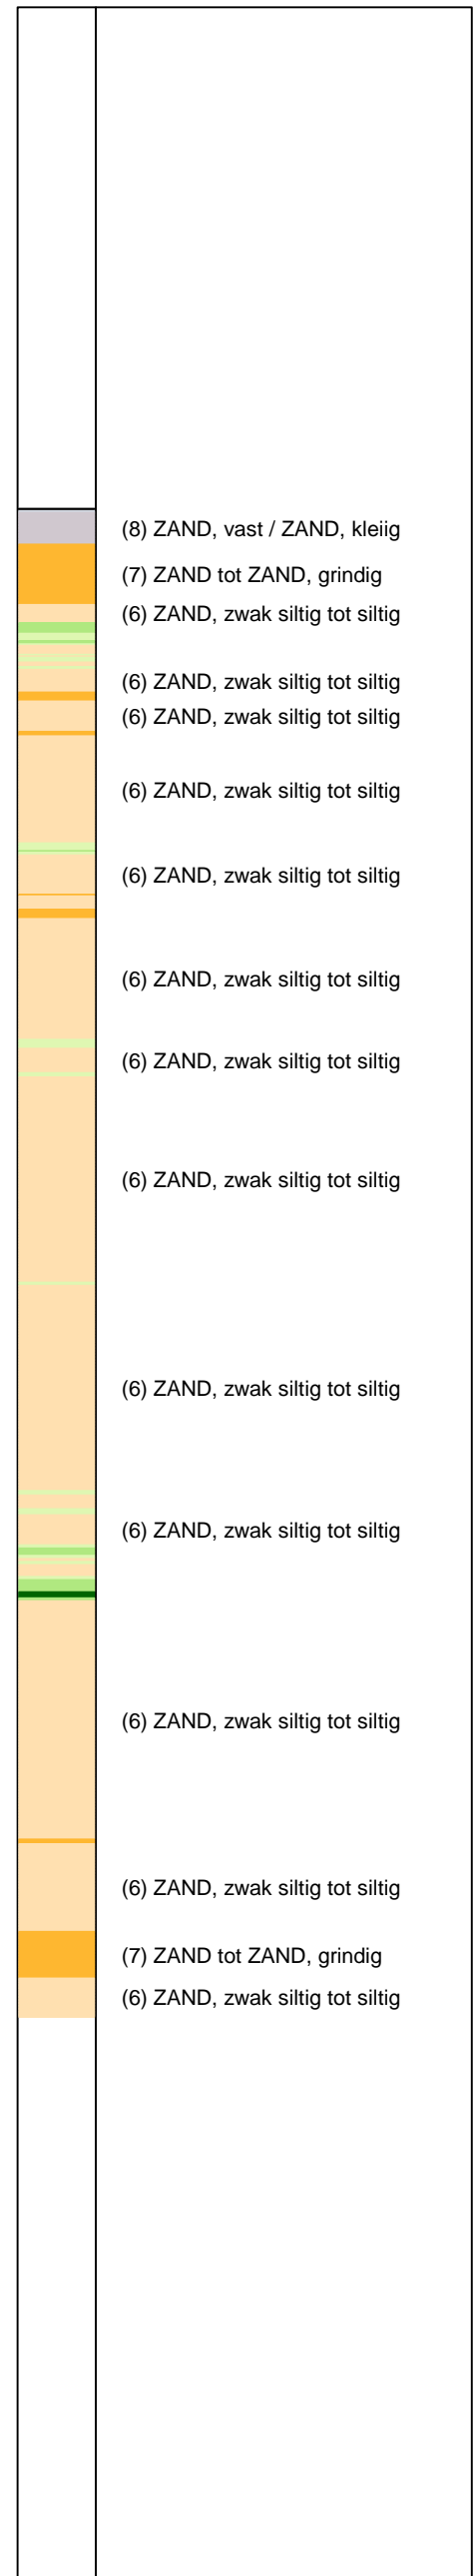 (8) ZAND, vast / ZAND, kleiig
(7) ZAND tot ZAND, grindig
(6) ZAND, zwak siltig tot siltig
(6) ZAND, zwak siltig tot siltig
(6) ZAND, zwak siltig tot siltig
(6) ZAND, zwak siltig tot siltig
(6) ZAND, zwak siltig tot siltig
(6) ZAND, zwak siltig tot siltig
(6) ZAND, zwak siltig tot siltig
(6) ZAND, zwak siltig tot siltig
(6) ZAND, zwak siltig tot siltig
(6) ZAND, zwak siltig tot siltig
(6) ZAND, zwak siltig tot siltig
(6) ZAND, zwak siltig tot siltig
(7) ZAND tot ZAND, grindig
(6) ZAND, zwak siltig tot siltig